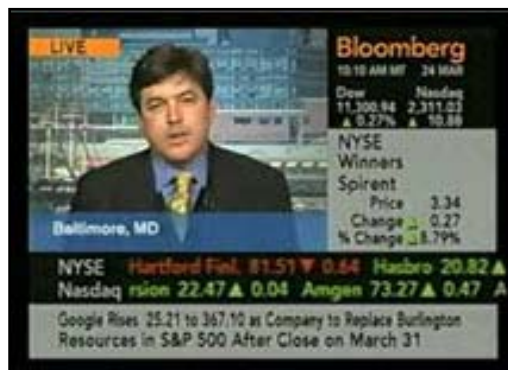 LIVE
Bloomberg
10:10 AM MT 24 MAR
Dow Nasdaq
11,300.94 2,311.03
▲ 0.27% ▲ 10.88
NYSE
Winners
Spirent
Price 3.34
Change 0.27
% Change 8.79%
Baltimore, MD
NYSE Hartford Finl. 81.51 ▼ 0.64 Hasbro 20.82 ▲
Nasdaq rsion 22.47 ▲ 0.04 Amgen 73.27 ▲ 0.47 A
Google Rises 25.21 to 367.10 as Company to Replace Burlington
Resources in S&P 500 After Close on March 31